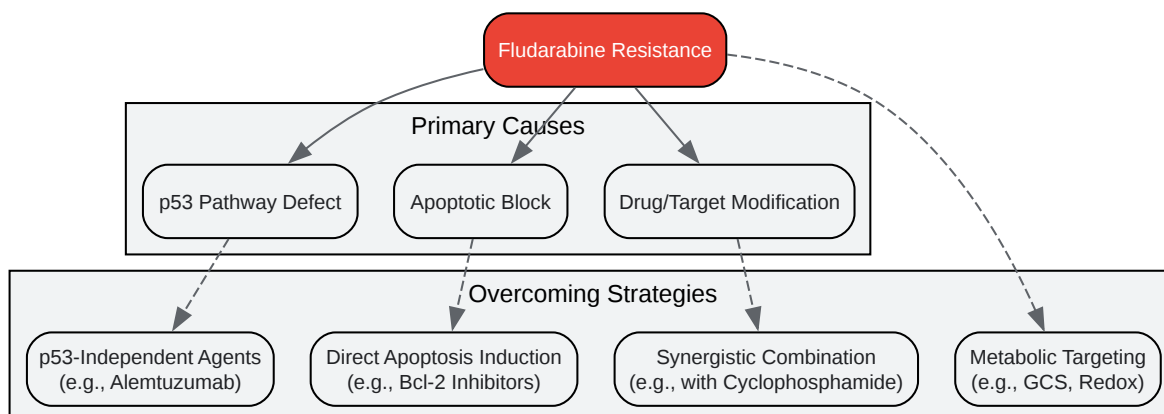 Fludarabine Resistance
Primary Causes
p53 Pathway Defect
Apoptotic Block
Drug/Target Modification
Overcoming Strategies
p53-Independent Agents
(e.g., Alemtuzumab)
Direct Apoptosis Induction
(e.g., Bcl-2 Inhibitors)
Synergistic Combination
(e.g., with Cyclophosphamide)
Metabolic Targeting
(e.g., GCS, Redox)